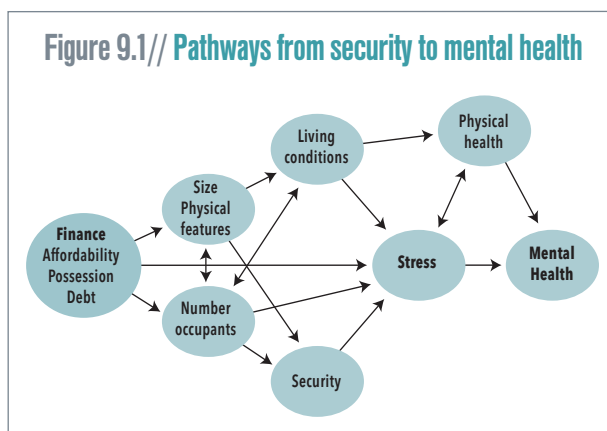 Figure 9.1// Pathways from security to mental health
Living
conditions
Physical
health
Size
Physical
features
Finance
Affordability
Possession
Debt
Stress
Mental
Health
Number
occupants
Security